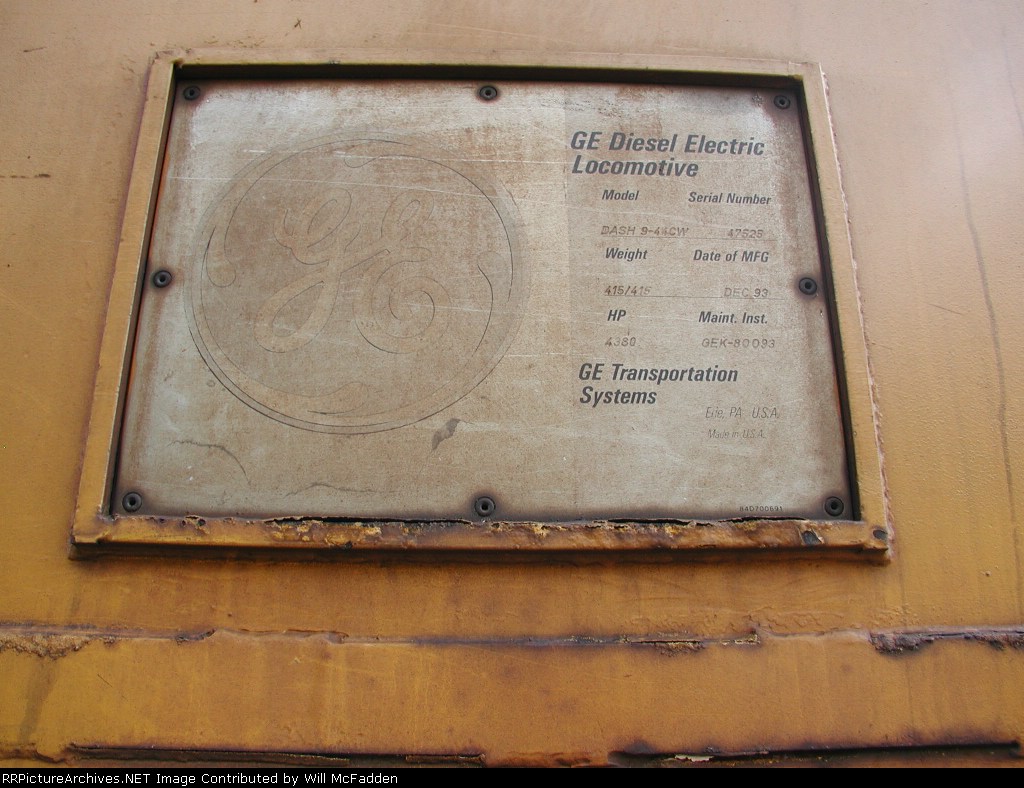 GE Diesel Electric
Locomotive
Model Serial Number
DASH 9-44CW 47525
Weight Date of MFG
415/415 DEC 93
HP Maint. Inst.
4380 GEK-80093
GE Transportation
Systems
Erie, PA U.S.A.
Made in U.S.A.
84D700691
RRPictureArchives.NET Image Contributed by Will McFadden